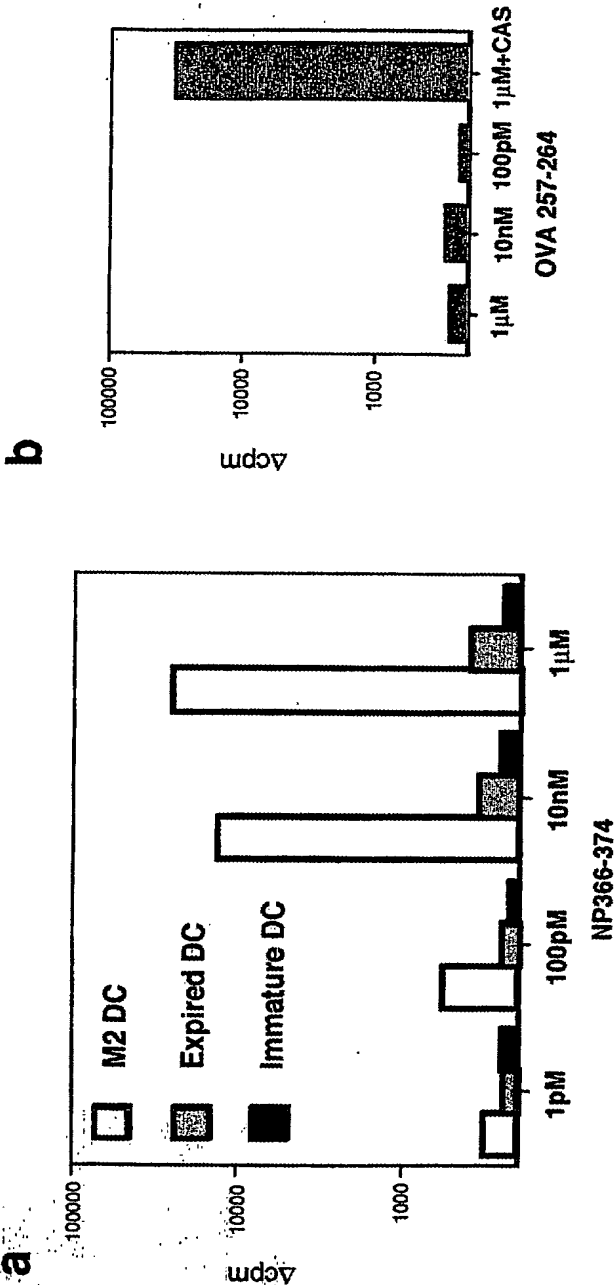 a
100000
10000
1000
Δcpm
M2 DC
Expired DC
Immature DC
1pM 100pM 10nM 1μM
NP366-374
b
100000
10000
1000
Δcpm
1μM 10nM 100pM 1μM+CAS
OVA 257-264